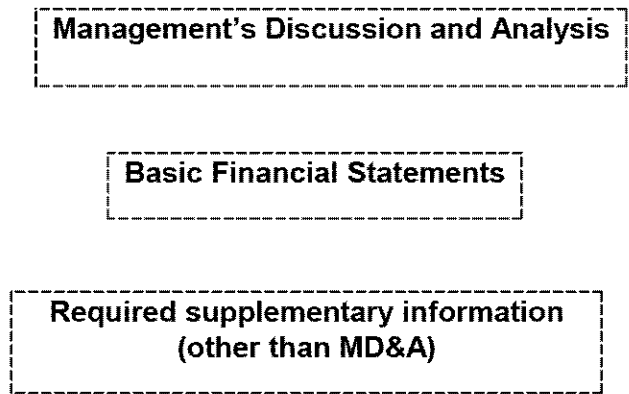 Management's Discussion and Analysis
Basic Financial Statements
Required supplementary information
(other than MD&A)